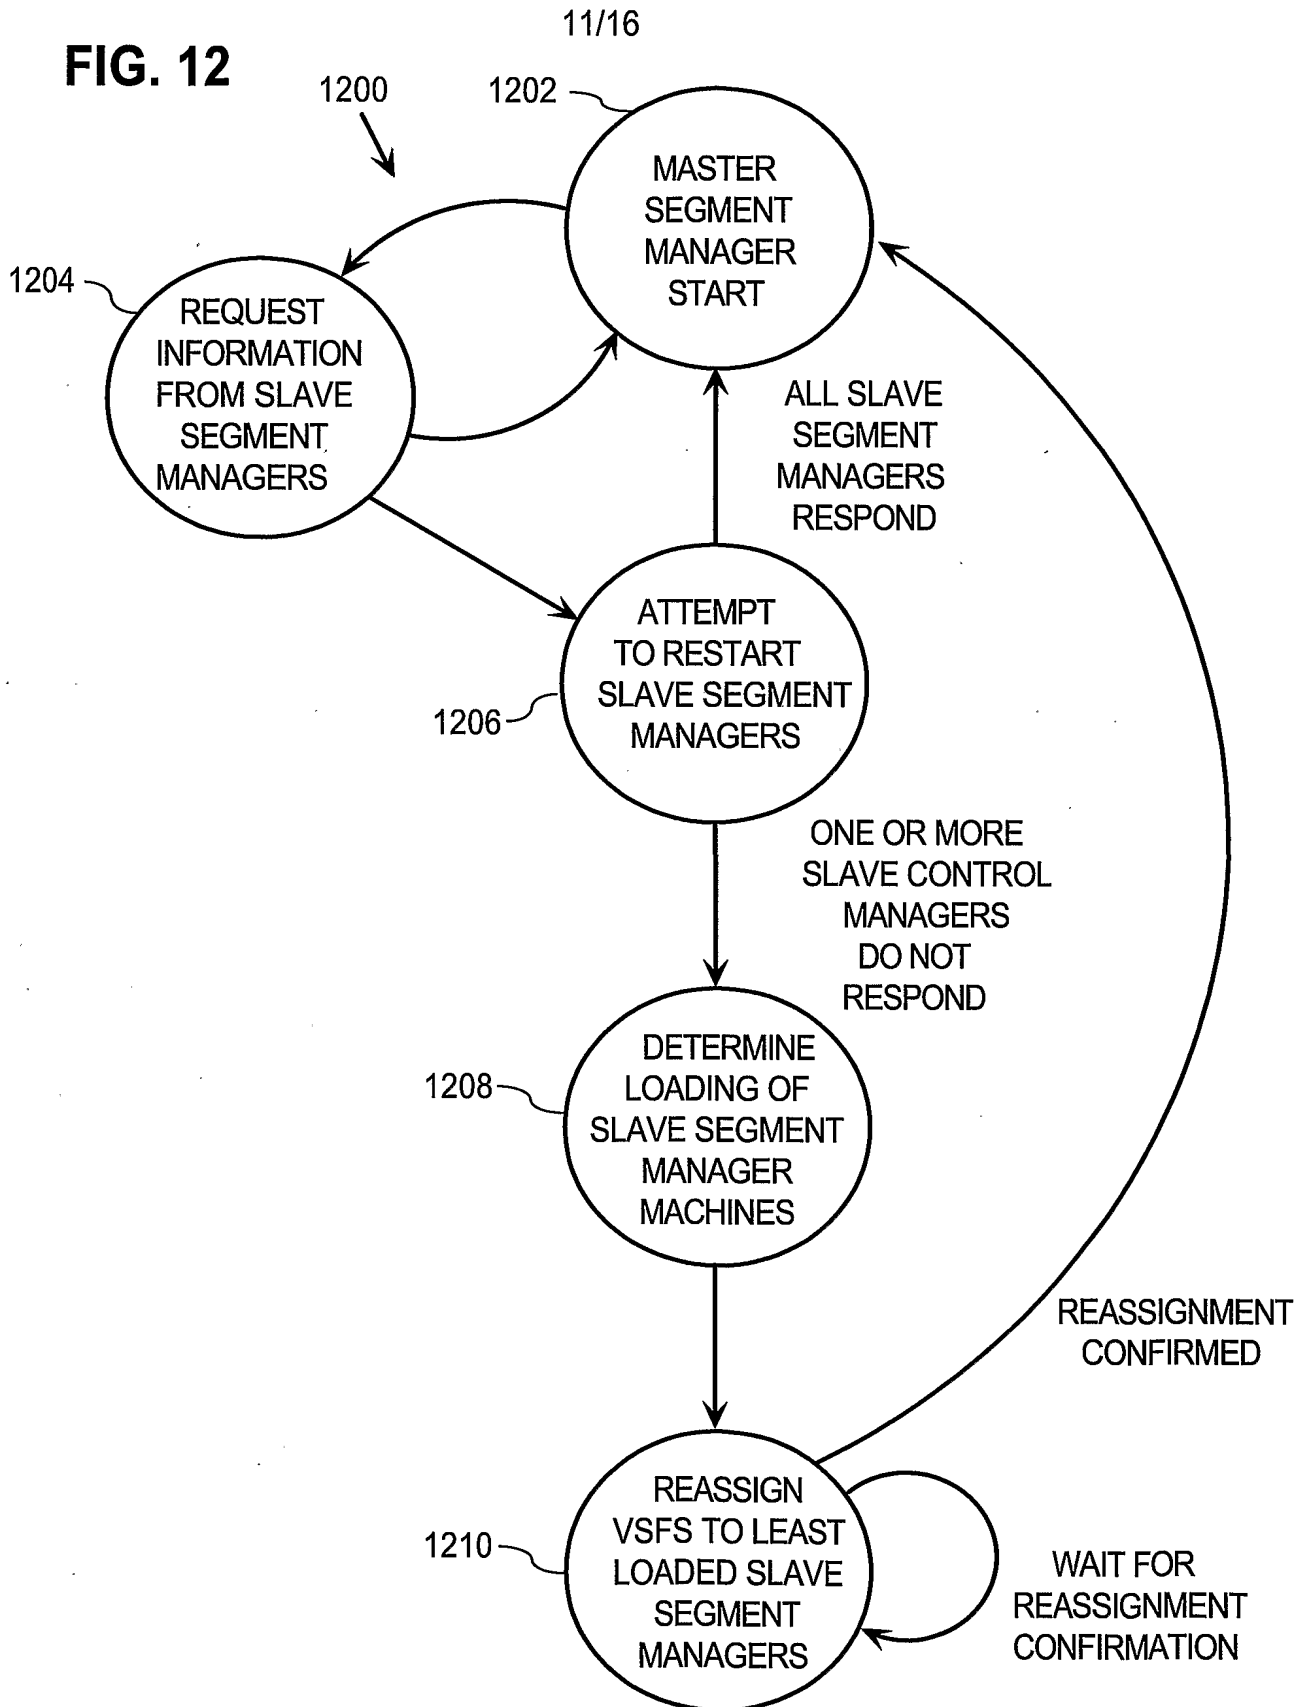 11/16
FIG. 12
1200
1202
MASTER
SEGMENT
MANAGER
START
1204
REQUEST
INFORMATION
FROM SLAVE
SEGMENT
MANAGERS
ALL SLAVE
SEGMENT
MANAGERS
RESPOND
1206
ATTEMPT
TO RESTART
SLAVE SEGMENT
MANAGERS
ONE OR MORE
SLAVE CONTROL
MANAGERS
DO NOT
RESPOND
1208
DETERMINE
LOADING OF
SLAVE SEGMENT
MANAGER
MACHINES
REASSIGNMENT
CONFIRMED
1210
REASSIGN
VSFS TO LEAST
LOADED SLAVE
SEGMENT
MANAGERS
WAIT FOR
REASSIGNMENT
CONFIRMATION